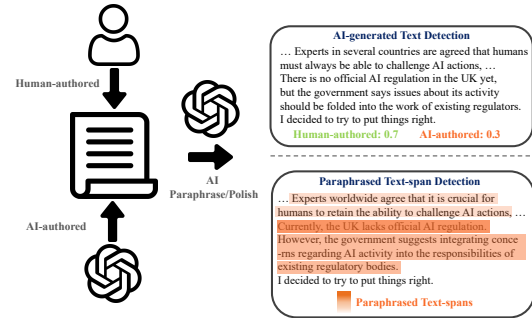 Human-authored
AI-authored
AI
Paraphrase/Polish
AI-generated Text Detection
… Experts in several countries are agreed that humans
must always be able to challenge AI actions, …
There is no official AI regulation in the UK yet,
but the government says issues about its activity
should be folded into the work of existing regulators.
I decided to try to put things right.
Human-authored: 0.7 AI-authored: 0.3
Paraphrased Text-span Detection
… Experts worldwide agree that it is crucial for
humans to retain the ability to challenge AI actions, …
Currently, the UK lacks official AI regulation.
However, the government suggests integrating conce
-rns regarding AI activity into the responsibilities of
existing regulatory bodies.
I decided to try to put things right.
Paraphrased Text-spans